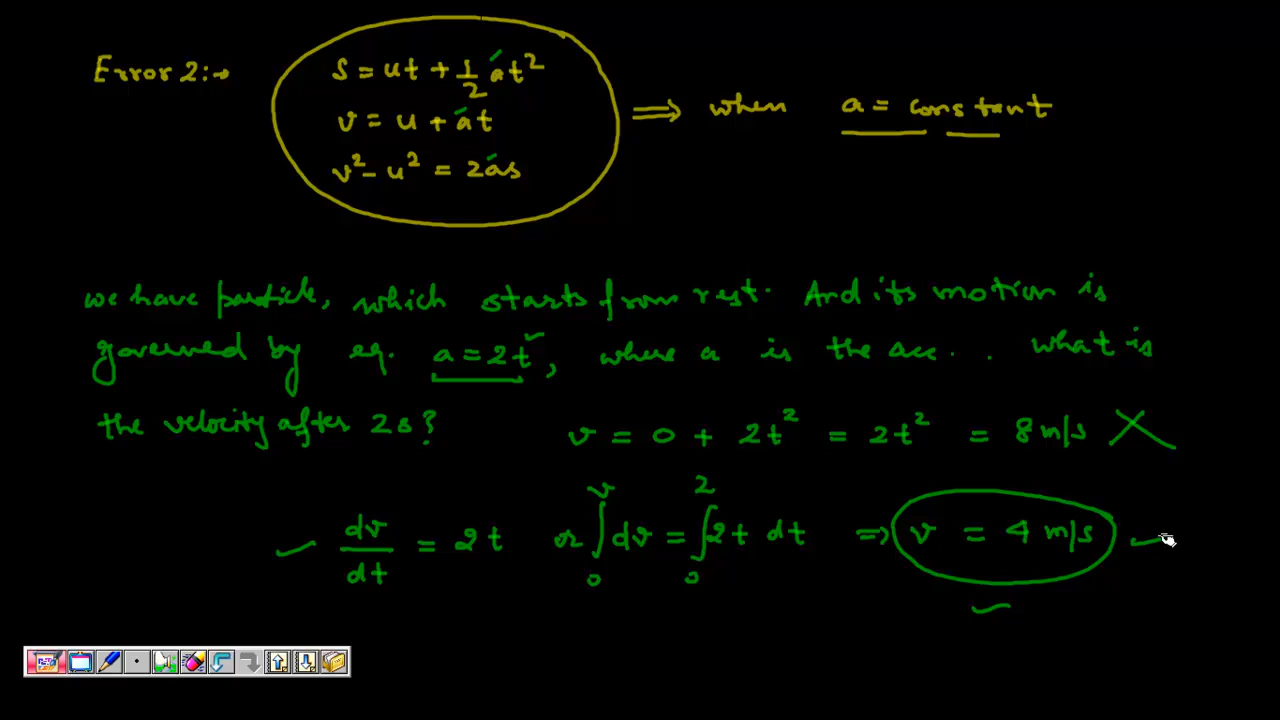 Error 2:→
S = ut + 1/2 at²
v = u + at
v² - u² = 2as
⇒ when a = constant
we have particle, which starts from rest. And its motion is
governed by eq. a = 2t, where a is the acc.. what is
the velocity after 2s?
v = 0 + 2t² = 2t² = 8 m/s ✗
✓ dv/dt = 2t or ∫₀ᵛ dv = ∫₀² 2t dt ⇒ v = 4 m/s